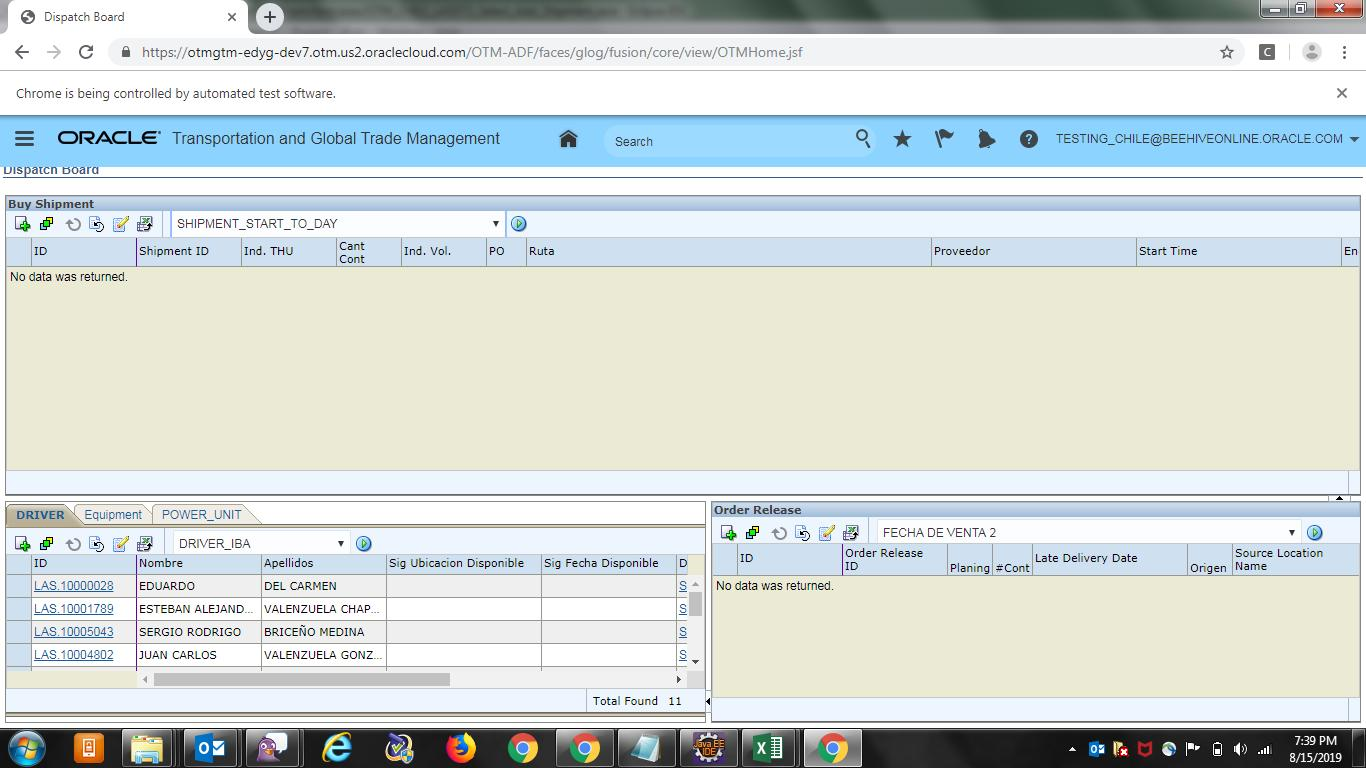 Dispatch Board
https://otmgtm-edyg-dev7.otm.us2.oraclecloud.com/OTM-ADF/faces/glog/fusion/core/view/OTMHome.jsf
C
Chrome is being controlled by automated test software.
ORACLE Transportation and Global Trade Management
Search
TESTING_CHILE@BEEHIVEONLINE.ORACLE.COM
Dispatch Board
Buy Shipment
SHIPMENT_START_TO_DAY
ID Shipment ID Ind. THU Cant Cont Ind. Vol. PO Ruta Proveedor Start Time En
No data was returned.
DRIVER Equipment POWER_UNIT
DRIVER_IBA
ID Nombre Apellidos Sig Ubicacion Disponible Sig Fecha Disponible D
LAS.10000028 EDUARDO DEL CARMEN S
LAS.10001789 ESTEBAN ALEJAND... VALENZUELA CHAP... S
LAS.10005043 SERGIO RODRIGO BRICEÑO MEDINA S
LAS.10004802 JUAN CARLOS VALENZUELA GONZ... S
Total Found 11
Order Release
FECHA DE VENTA 2
ID Order Release ID Planing #Cont Late Delivery Date Origen Source Location Name
No data was returned.
Java EE
IDE
7:39 PM
8/15/2019